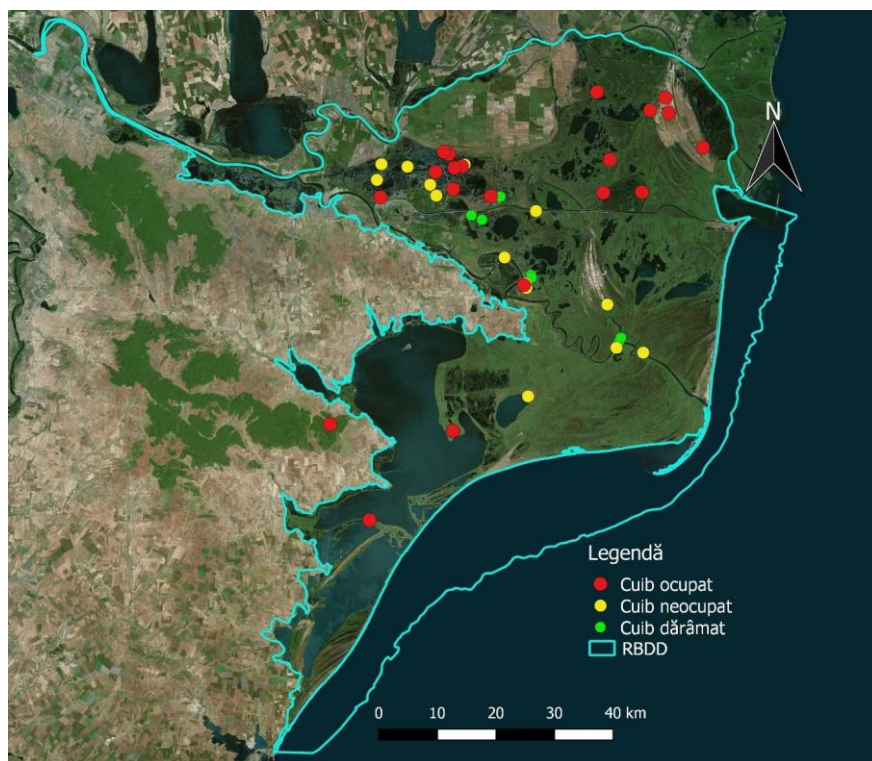 N
Legendă
Cuib ocupat
Cuib neocupat
Cuib dărâmat
RBDD
0 10 20 30 40 km